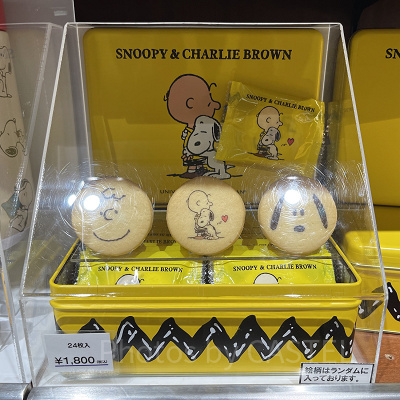 SNOOPY & CHARLIE BROWN
SNOOPY & CHARLIE BROWN
SNOOPY & CHARLIE BROWN
SNOOPY & CHARLIE BROWN
24枚入
¥1,800
絵柄はランダムに
入っております。